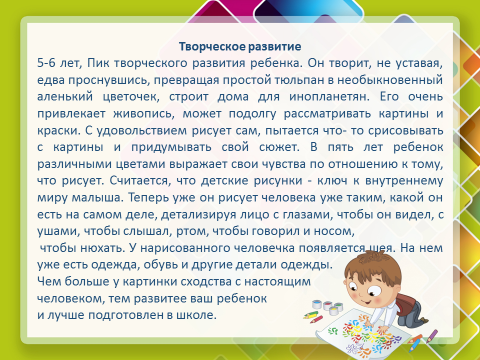 Творческое развитие
5-6 лет, Пик творческого развития ребенка. Он творит, не уставая,
едва проснувшись, превращая простой тюльпан в необыкновенный
аленький цветочек, строит дома для инопланетян. Его очень
привлекает живопись, может подолгу рассматривать картины и
краски. С удовольствием рисует сам, пытается что- то срисовывать
с картины и придумывать свой сюжет. В пять лет ребенок
различными цветами выражает свои чувства по отношению к тому,
что рисует. Считается, что детские рисунки - ключ к внутреннему
миру малыша. Теперь уже он рисует человека уже таким, какой он
есть на самом деле, детализируя лицо с глазами, чтобы он видел, с
ушами, чтобы слышал, ртом, чтобы говорил и носом,
чтобы нюхать. У нарисованного человечка появляется шея. На нем
уже есть одежда, обувь и другие детали одежды.
Чем больше у картинки сходства с настоящим
человеком, тем развитее ваш ребенок
и лучше подготовлен в школе.